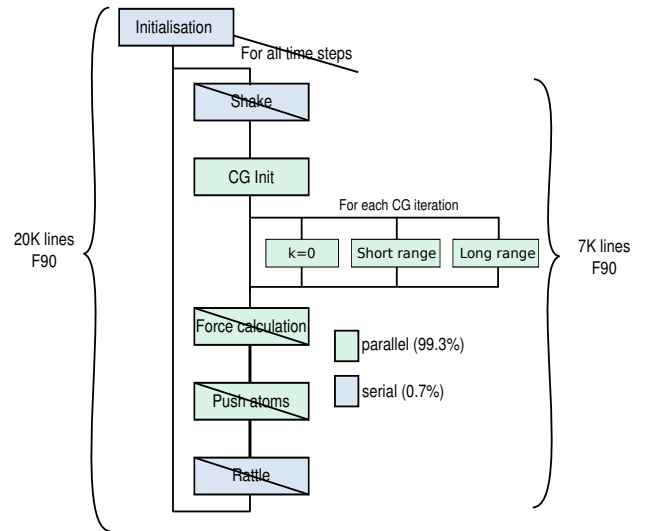 Initialisation
For all time steps
Shake
CG Init
For each CG iteration
k=0
Short range
Long range
20K lines
F90
7K lines
F90
Force calculation
parallel (99.3%)
Push atoms
serial (0.7%)
Rattle